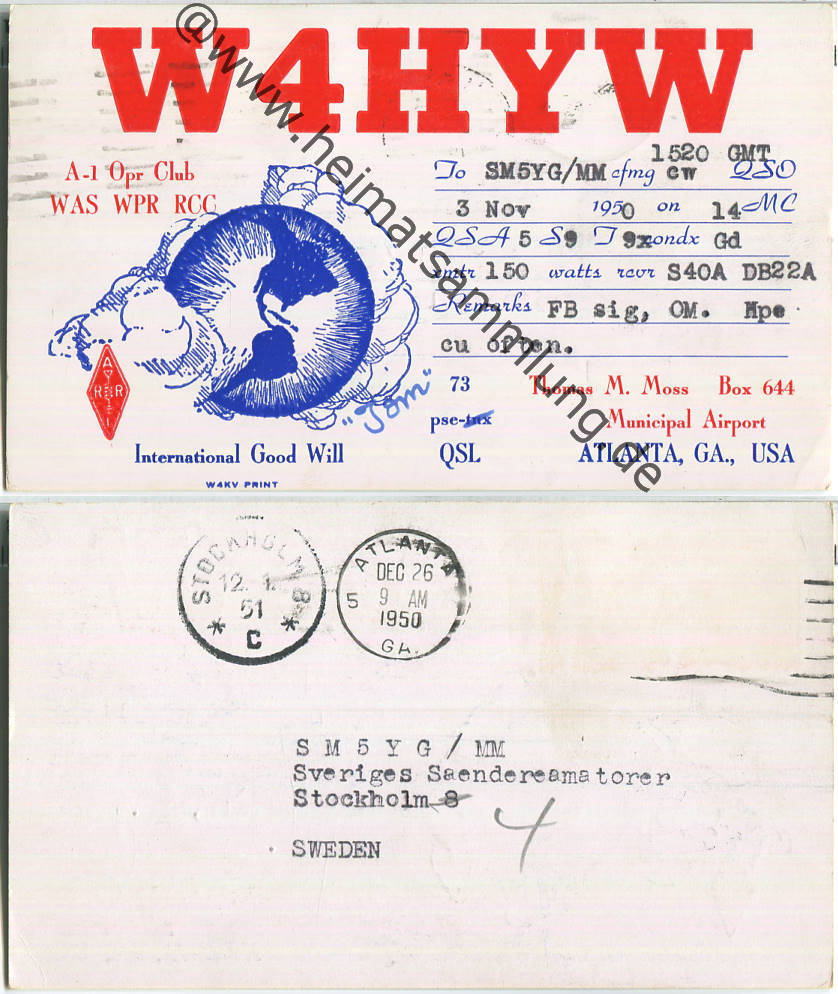 W4HYW
@www.heimatsammlung.de
A-1 Opr Club
WAS WPR RCC
1520 GMT
To SM5YG/MM cfmg cw QSO
3 Nov 1950 on 14 MC
QSA 5 S9 T 9x condx Gd
xmtr 150 watts rcvr S40A DB22A
Remarks FB sig, OM. Hpe
cu often.
A
R R
L
"Tom"
73 Thomas M. Moss Box 644
pse-tnx Municipal Airport
International Good Will QSL ATLANTA, GA., USA
W4KV PRINT
STOCKHOLM 8
12. 1.
51
* C *
ATLANTA
DEC 26
5 9 AM
1950
GA.
SM5YG/MM
Sveriges Saendereamatorer
Stockholm 8
4
SWEDEN